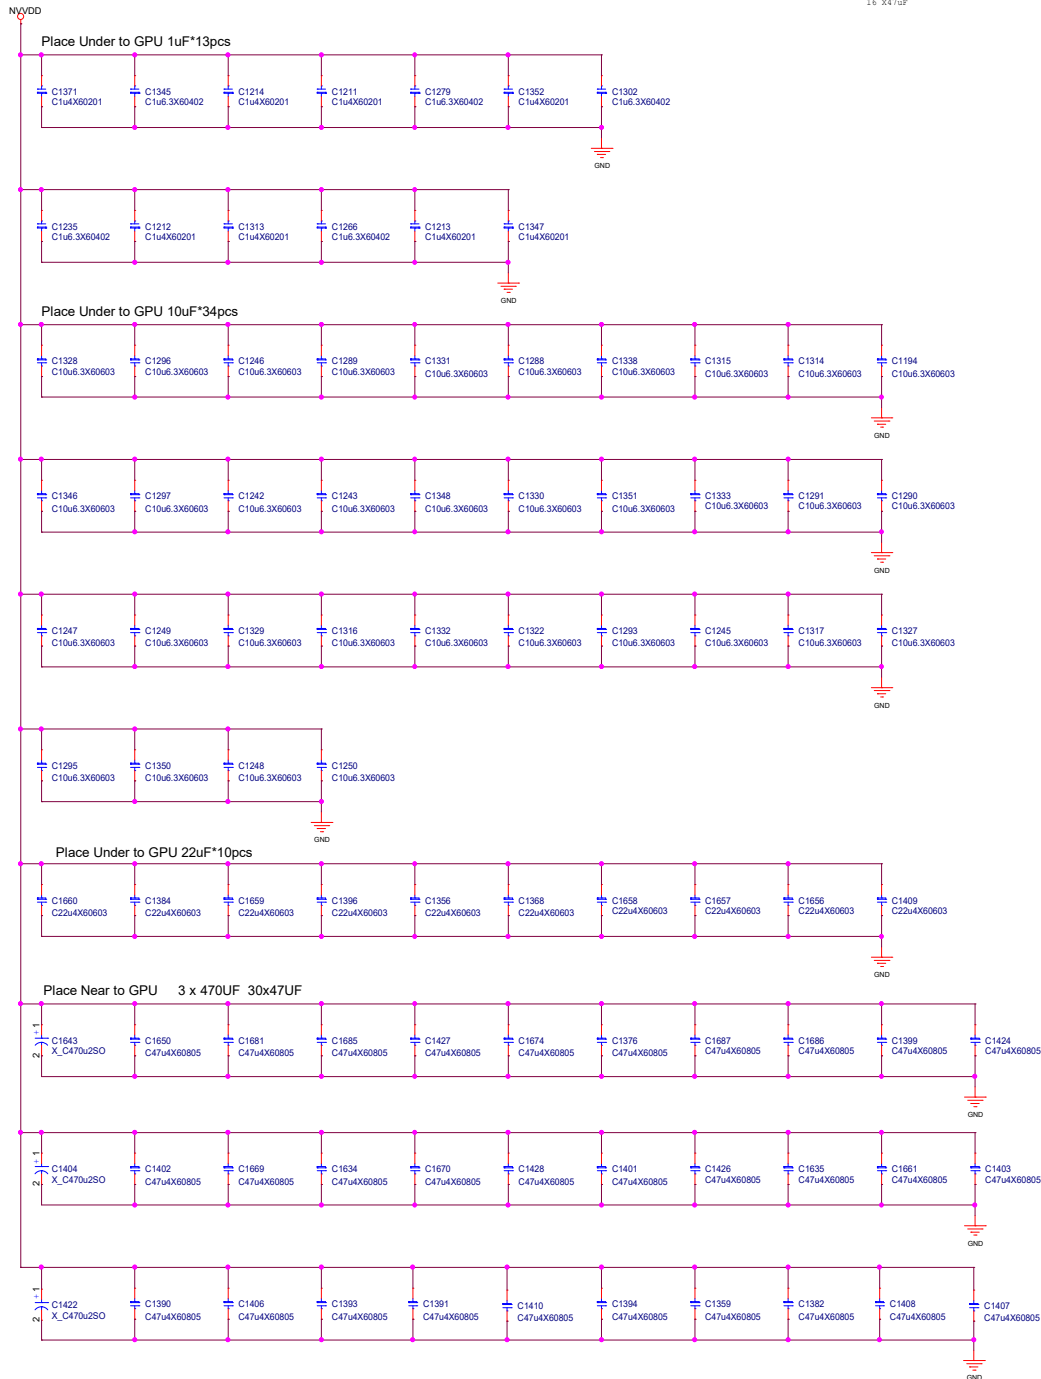 16 X47uF
NVVDD
Place Under to GPU 1uF*13pcs
C1371 C1345 C1214 C1211 C1279 C1352 C1302
C1u4X60201 C1u6.3X60402 C1u4X60201 C1u4X60201 C1u6.3X60402 C1u4X60201 C1u6.3X60402
GND
C1235 C1212 C1313 C1266 C1213 C1347
C1u6.3X60402 C1u4X60201 C1u4X60201 C1u6.3X60402 C1u4X60201 C1u4X60201
GND
Place Under to GPU 10uF*34pcs
C1328 C1296 C1246 C1289 C1331 C1288 C1338 C1315 C1314 C1194
C10u6.3X60603 C10u6.3X60603 C10u6.3X60603 C10u6.3X60603 C10u6.3X60603 C10u6.3X60603 C10u6.3X60603 C10u6.3X60603 C10u6.3X60603 C10u6.3X60603
GND
C1346 C1297 C1242 C1243 C1348 C1330 C1351 C1333 C1291 C1290
C10u6.3X60603 C10u6.3X60603 C10u6.3X60603 C10u6.3X60603 C10u6.3X60603 C10u6.3X60603 C10u6.3X60603 C10u6.3X60603 C10u6.3X60603 C10u6.3X60603
GND
C1247 C1249 C1329 C1316 C1332 C1322 C1293 C1245 C1317 C1327
C10u6.3X60603 C10u6.3X60603 C10u6.3X60603 C10u6.3X60603 C10u6.3X60603 C10u6.3X60603 C10u6.3X60603 C10u6.3X60603 C10u6.3X60603 C10u6.3X60603
GND
C1295 C1350 C1248 C1250
C10u6.3X60603 C10u6.3X60603 C10u6.3X60603 C10u6.3X60603
GND
Place Under to GPU 22uF*10pcs
C1660 C1384 C1659 C1396 C1356 C1368 C1658 C1657 C1656 C1409
C22u4X60603 C22u4X60603 C22u4X60603 C22u4X60603 C22u4X60603 C22u4X60603 C22u4X60603 C22u4X60603 C22u4X60603 C22u4X60603
GND
Place Near to GPU 3 x 470UF 30x47UF
+ 1
C1643 C1650 C1681 C1685 C1427 C1674 C1376 C1687 C1686 C1399 C1424
2 X_C470u2SO C47u4X60805 C47u4X60805 C47u4X60805 C47u4X60805 C47u4X60805 C47u4X60805 C47u4X60805 C47u4X60805 C47u4X60805 C47u4X60805
GND
+ 1
C1404 C1402 C1669 C1634 C1670 C1428 C1401 C1426 C1635 C1661 C1403
2 X_C470u2SO C47u4X60805 C47u4X60805 C47u4X60805 C47u4X60805 C47u4X60805 C47u4X60805 C47u4X60805 C47u4X60805 C47u4X60805 C47u4X60805
GND
+ 1
C1422 C1390 C1406 C1393 C1391 C1410 C1394 C1359 C1382 C1408 C1407
2 X_C470u2SO C47u4X60805 C47u4X60805 C47u4X60805 C47u4X60805 C47u4X60805 C47u4X60805 C47u4X60805 C47u4X60805 C47u4X60805 C47u4X60805
GND